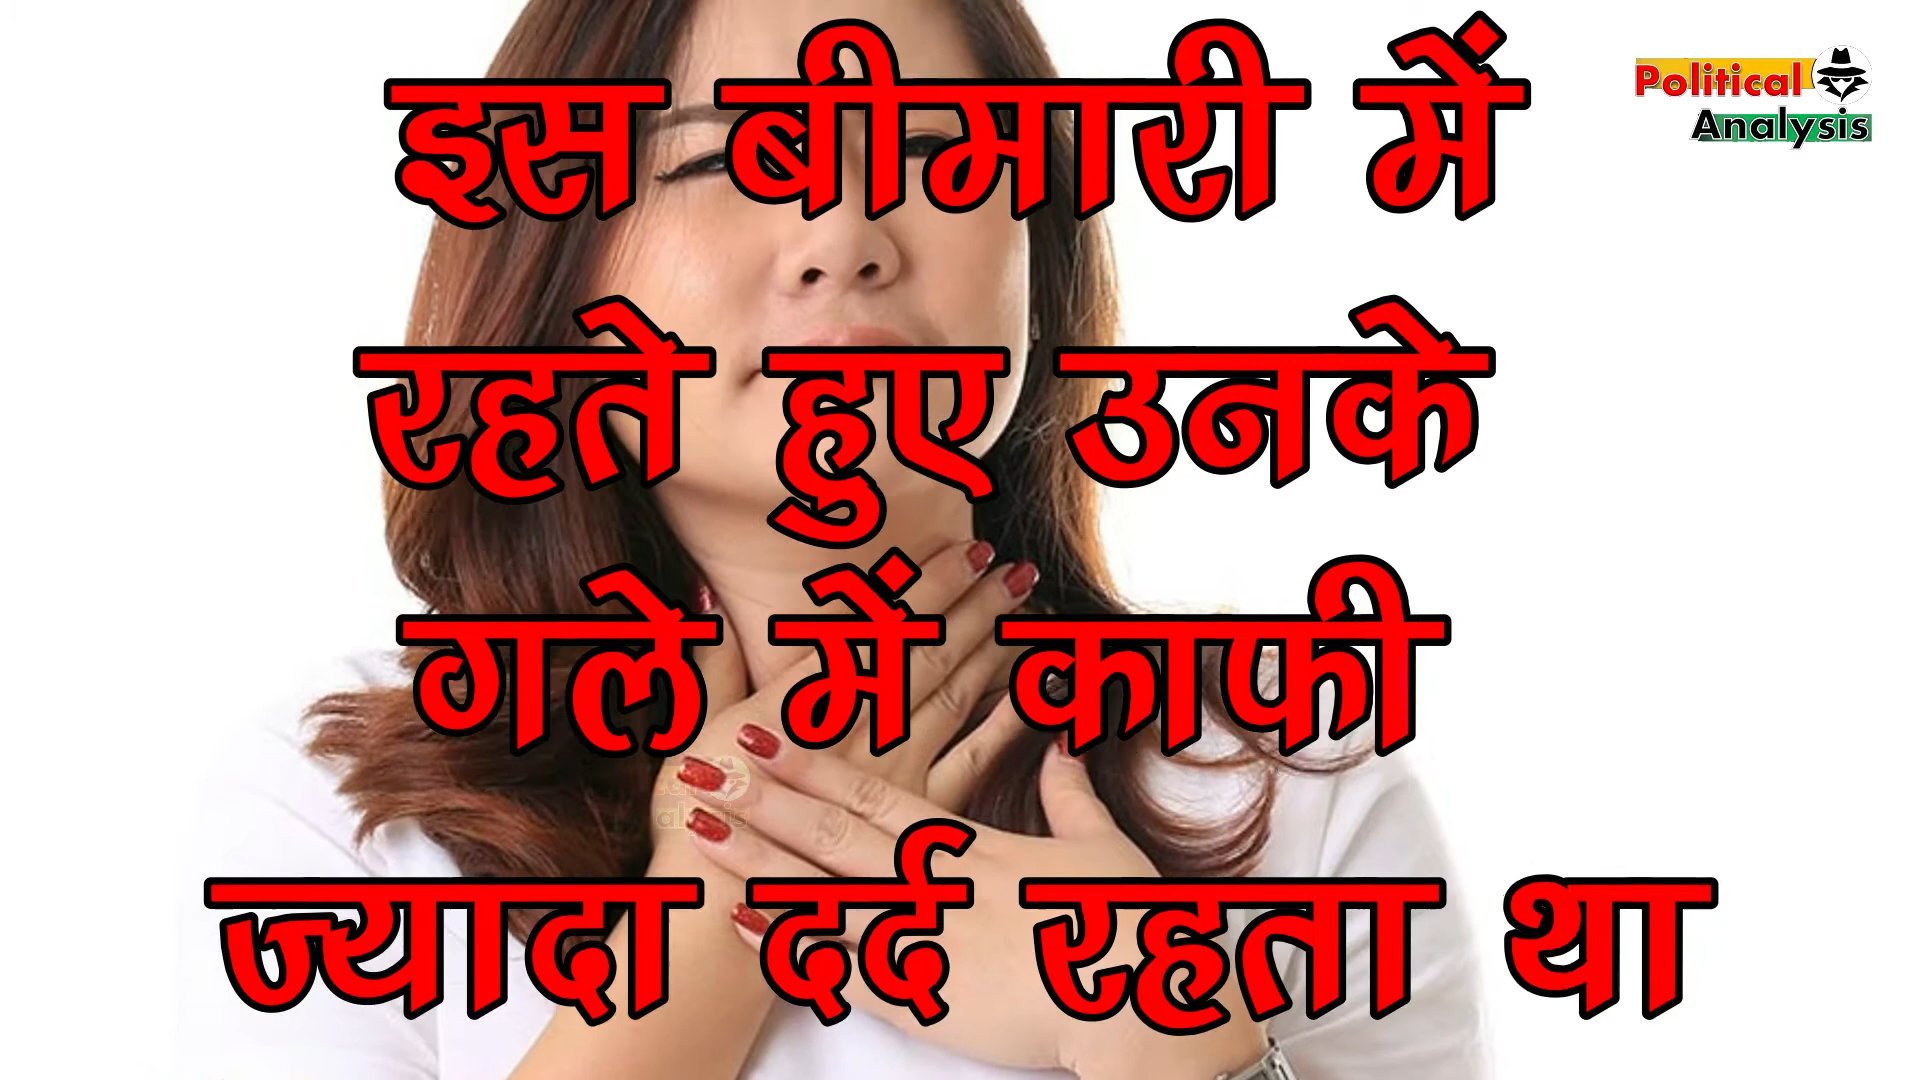 इस बीमारी में
रहते हुए उनके
गले में काफी
ज्यादा दर्द रहता था
Political
Analysis